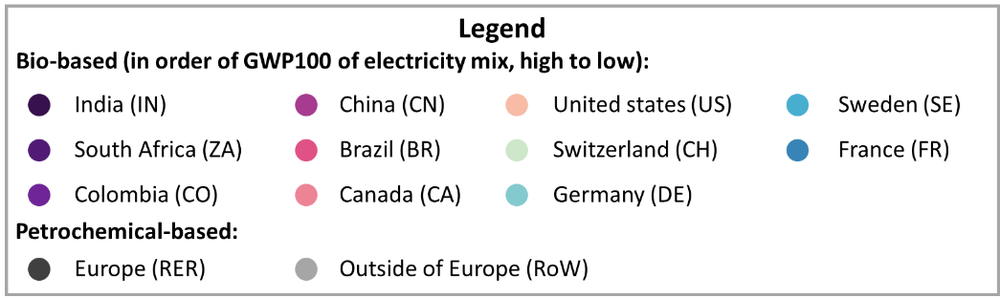 Legend
Bio-based (in order of GWP100 of electricity mix, high to low):
India (IN) China (CN) United states (US) Sweden (SE)
South Africa (ZA) Brazil (BR) Switzerland (CH) France (FR)
Colombia (CO) Canada (CA) Germany (DE)
Petrochemical-based:
Europe (RER) Outside of Europe (RoW)